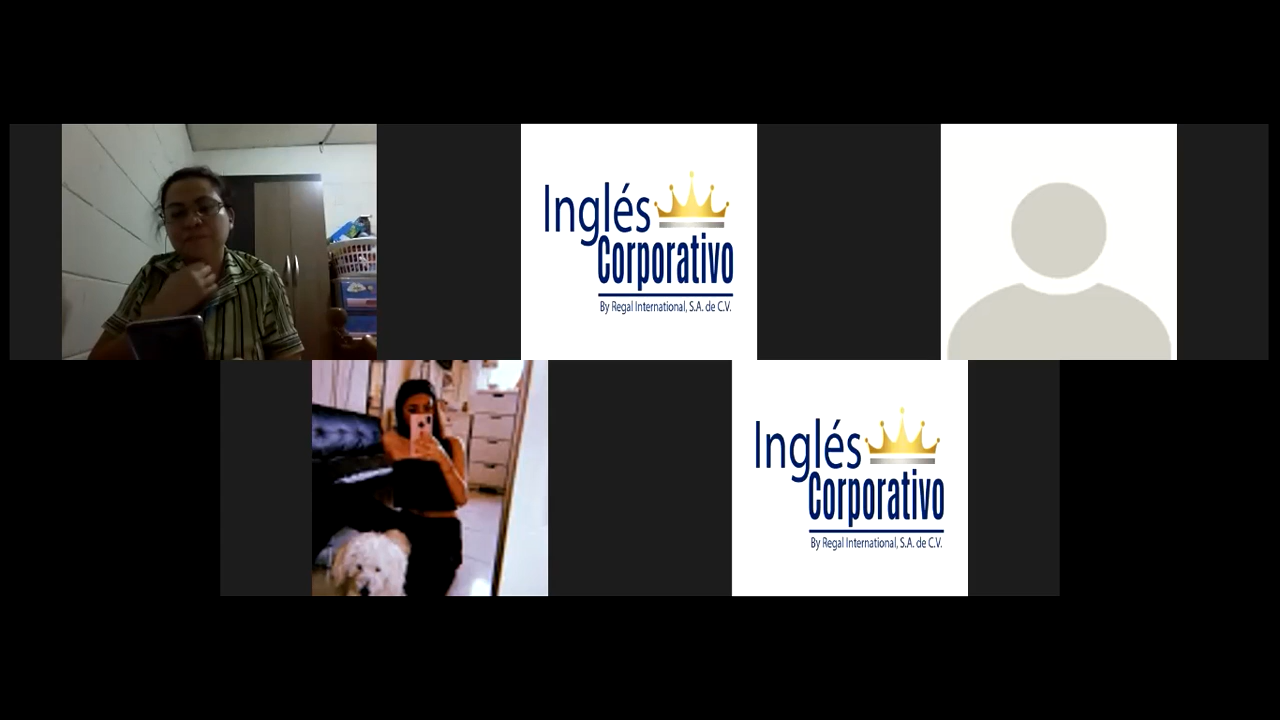 Inglés
Corporativo
By Regal International, S.A. de C.V.
Inglés
Corporativo
By Regal International, S.A. de C.V.